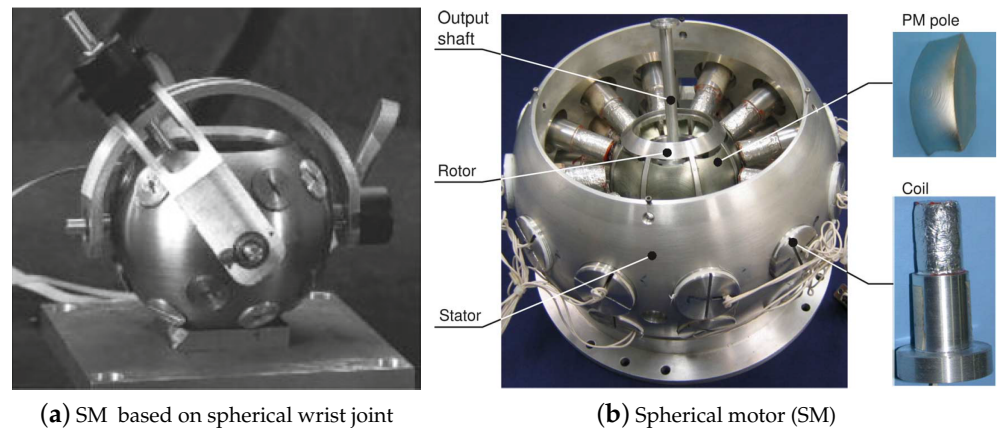 Output
shaft
PM pole
Rotor
Coil
Stator
(a) SM based on spherical wrist joint
(b) Spherical motor (SM)